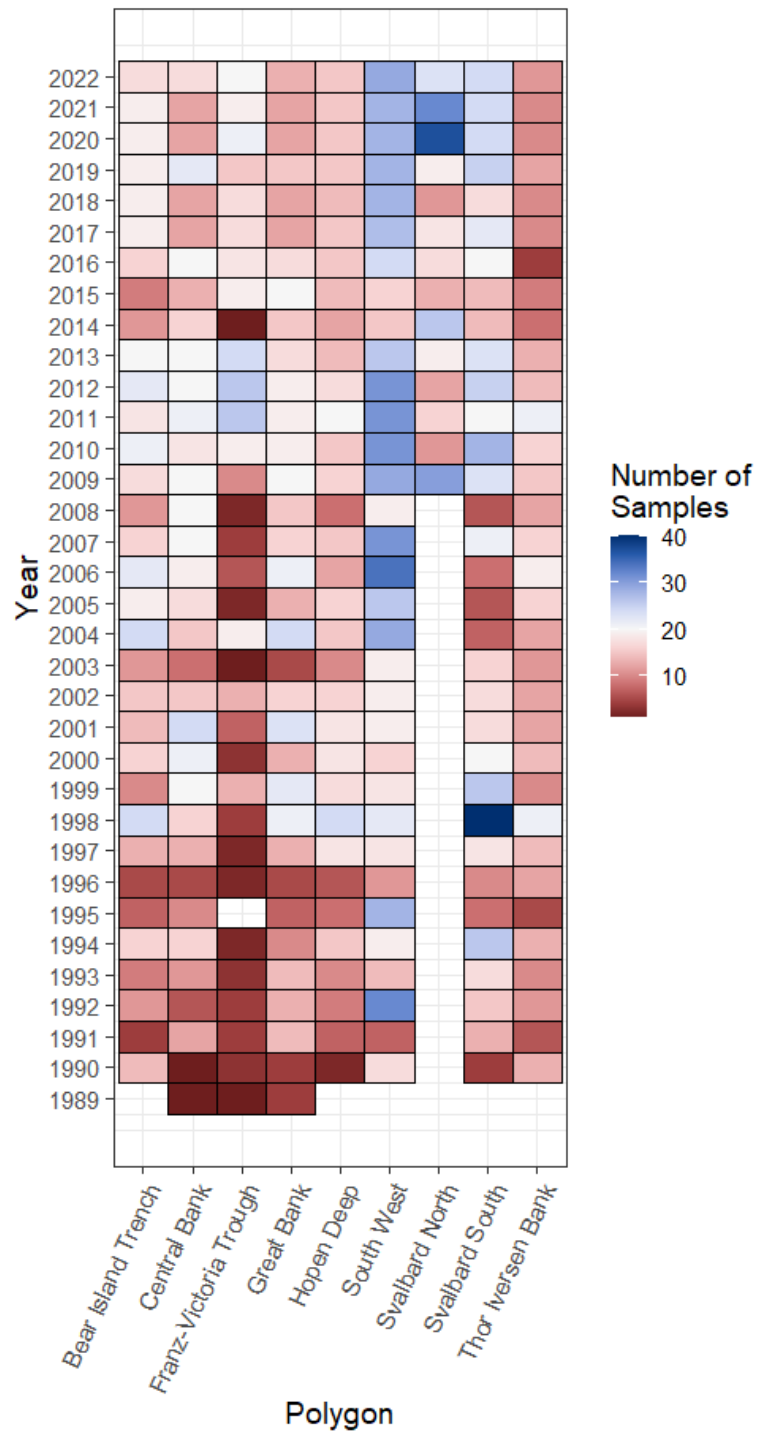 2022
2021
2020
2019
2018
2017
2016
2015
2014
2013
2012
2011
2010
2009
2008
2007
2006
2005
2004
2003
2002
2001
2000
1999
1998
1997
1996
1995
1994
1993
1992
1991
1990
1989
Year
Bear Island Trench
Central Bank
Franz-Victoria Trough
Great Bank
Hopen Deep
South West
Svalbard North
Svalbard South
Thor Iversen Bank
Polygon
Number of
Samples
40
30
20
10